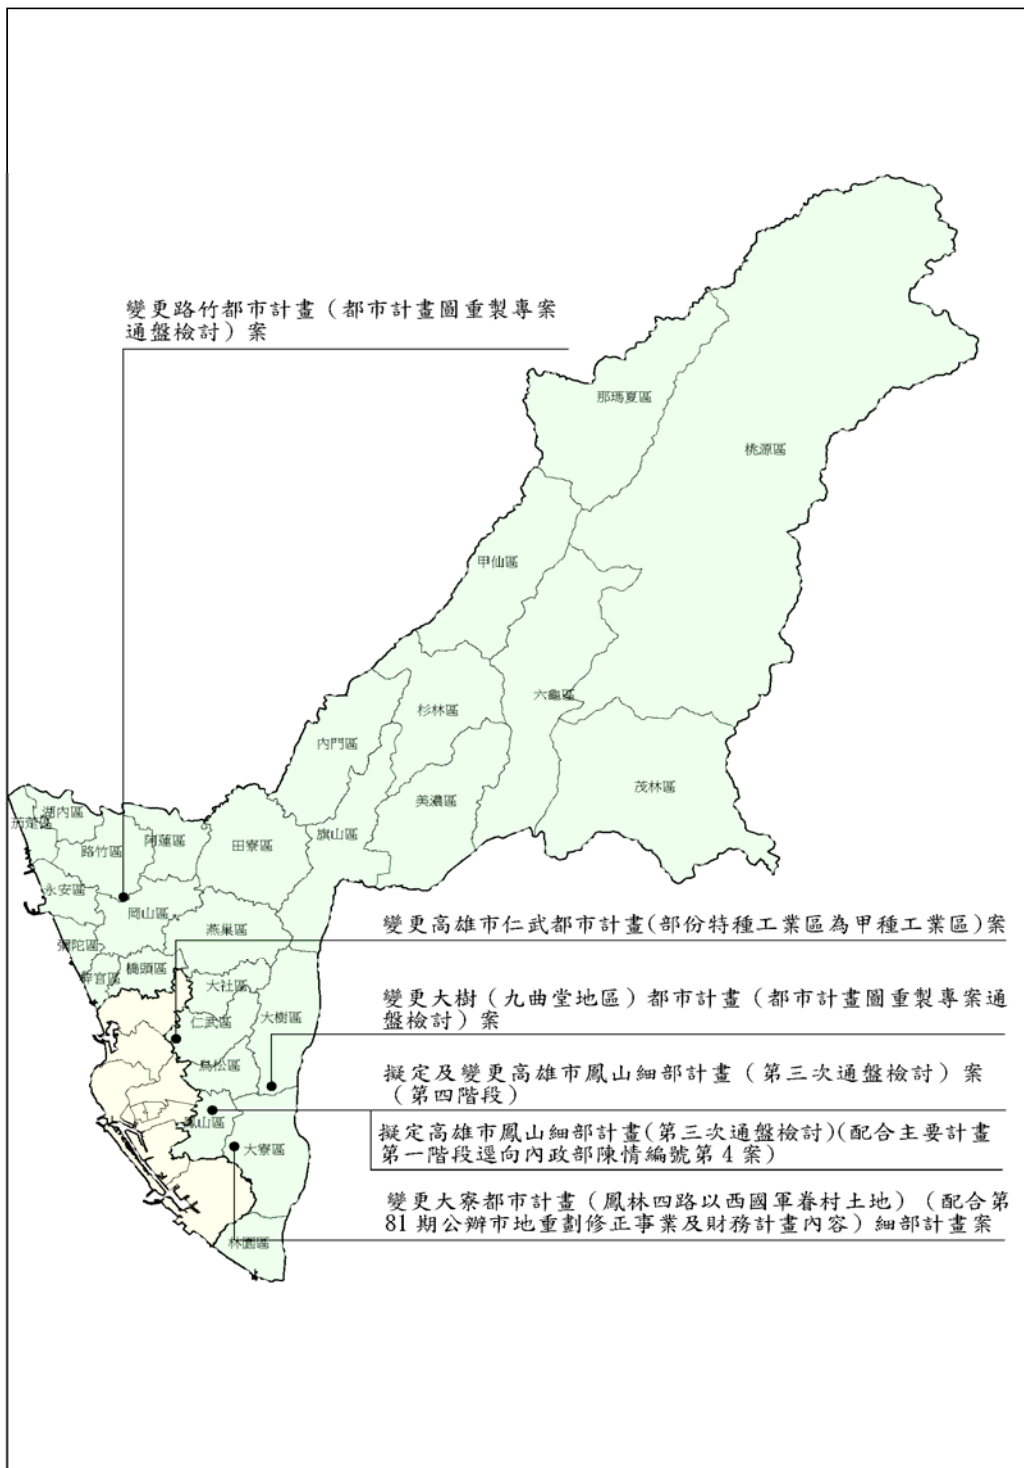 變更路竹都市計畫（都市計畫圖重製專案
通盤檢討）案
那瑪夏區
桃源區
甲仙區
六龜區
杉林區
內門區
茂林區
美濃區
湖內區
茄萣區
旗山區
阿蓮區
田寮區
路竹區
永安區
岡山區
燕巢區
變更高雄市仁武都市計畫(部份特種工業區為甲種工業區)案
彌陀區
橋頭區
梓官區
大社區
變更大樹（九曲堂地區）都市計畫（都市計畫圖重製專案通
盤檢討）案
大樹區
仁武區
鳥松區
擬定及變更高雄市鳳山細部計畫（第三次通盤檢討）案
（第四階段）
鳳山區
擬定高雄市鳳山細部計畫(第三次通盤檢討)(配合主要計畫
第一階段逕向內政部陳情編號第4案)
大寮區
變更大寮都市計畫（鳳林四路以西國軍眷村土地）（配合第
81期公辦市地重劃修正事業及財務計畫內容）細部計畫案
林園區